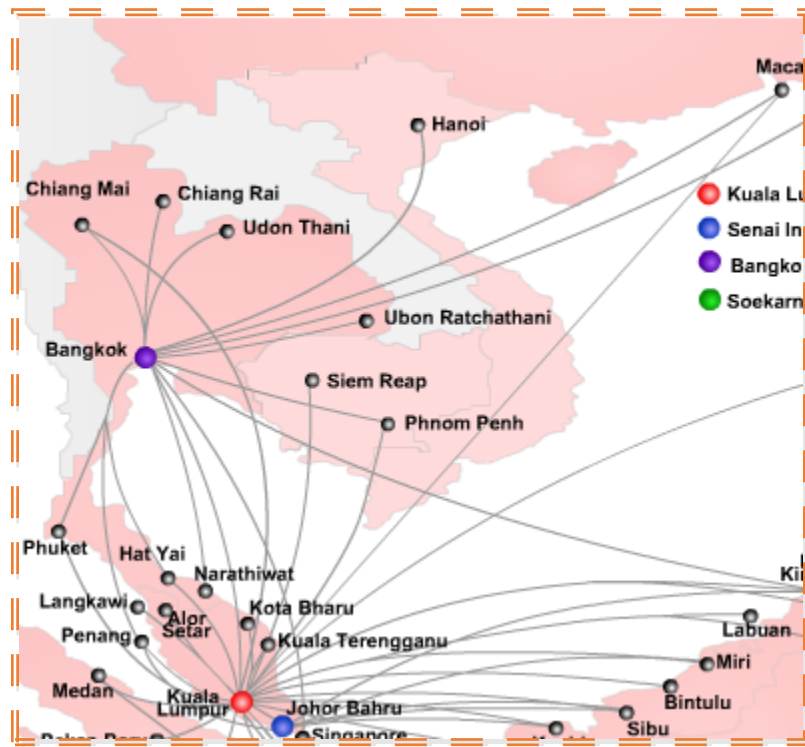 Maca
Hanoi
Chiang Mai
Chiang Rai
Kuala Lu
Udon Thani
Senai In
Bangko
Soekarn
Ubon Ratchathani
Bangkok
Siem Reap
Phnom Penh
Phuket
Hat Yai
Narathiwat
Kin
Langkawi
Alor
Setar
Kota Bharu
Labuan
Penang
Kuala Terengganu
Miri
Medan
Kuala
Lumpur
Johor Bahru
Bintulu
Singapore
Sibu